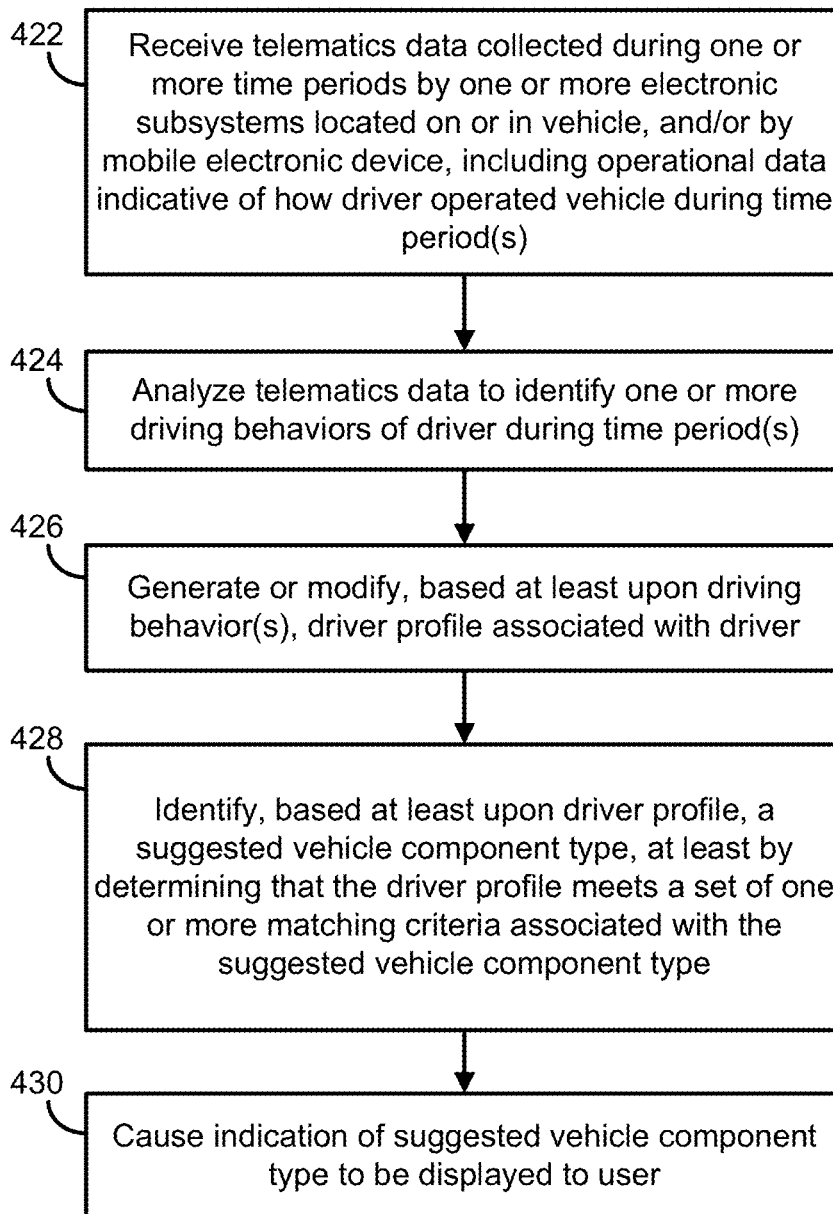 422
Receive telematics data collected during one or
more time periods by one or more electronic
subsystems located on or in vehicle, and/or by
mobile electronic device, including operational data
indicative of how driver operated vehicle during time
period(s)
424
Analyze telematics data to identify one or more
driving behaviors of driver during time period(s)
426
Generate or modify, based at least upon driving
behavior(s), driver profile associated with driver
428
Identify, based at least upon driver profile, a
suggested vehicle component type, at least by
determining that the driver profile meets a set of one
or more matching criteria associated with the
suggested vehicle component type
430
Cause indication of suggested vehicle component
type to be displayed to user